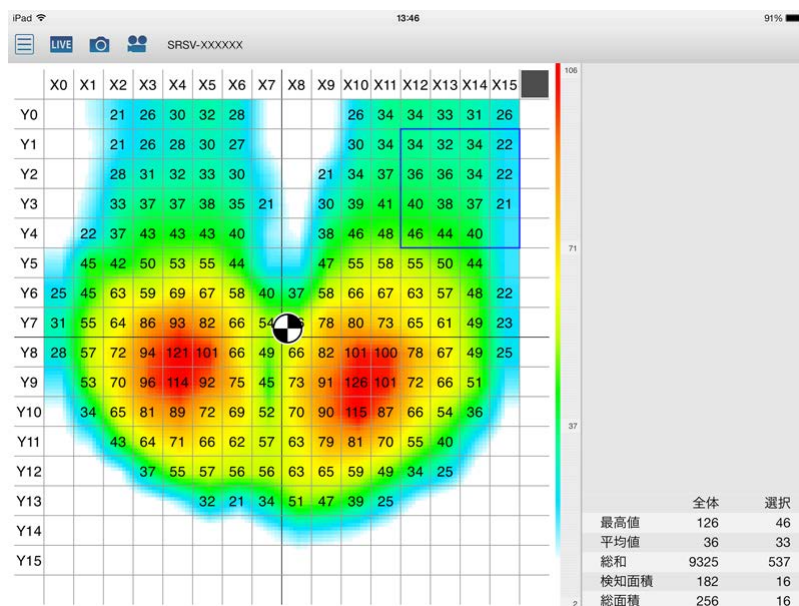 iPad 13:46 91%
LIVE SRSV-XXXXXX
X0 X1 X2 X3 X4 X5 X6 X7 X8 X9 X10 X11 X12 X13 X14 X15
106
Y0 21 26 30 32 28 26 34 34 33 31 26
Y1 21 26 28 30 27 30 34 34 32 34 22
Y2 28 31 32 33 30 21 34 37 36 36 34 22
Y3 33 37 37 38 35 21 30 39 41 40 38 37 21
Y4 22 37 43 43 43 40 38 46 48 46 44 40
71
Y5 45 42 50 53 55 44 47 55 58 55 50 44
Y6 25 45 63 59 69 67 58 40 37 58 66 67 63 57 48 22
Y7 31 55 64 86 93 82 66 54 78 80 73 65 61 49 23
Y8 28 57 72 94 121 101 66 49 66 82 101 100 78 67 49 25
Y9 53 70 96 114 92 75 45 73 91 126 101 72 66 51
Y10 34 65 81 89 72 69 52 70 90 115 87 66 54 36
37
Y11 43 64 71 66 62 57 63 79 81 70 55 40
Y12 37 55 57 56 56 63 65 59 49 34 25
Y13 32 21 34 51 47 39 25
Y14
Y15
2
全体 選択
最高値 126 46
平均値 36 33
総和 9325 537
検知面積 182 16
総面積 256 16